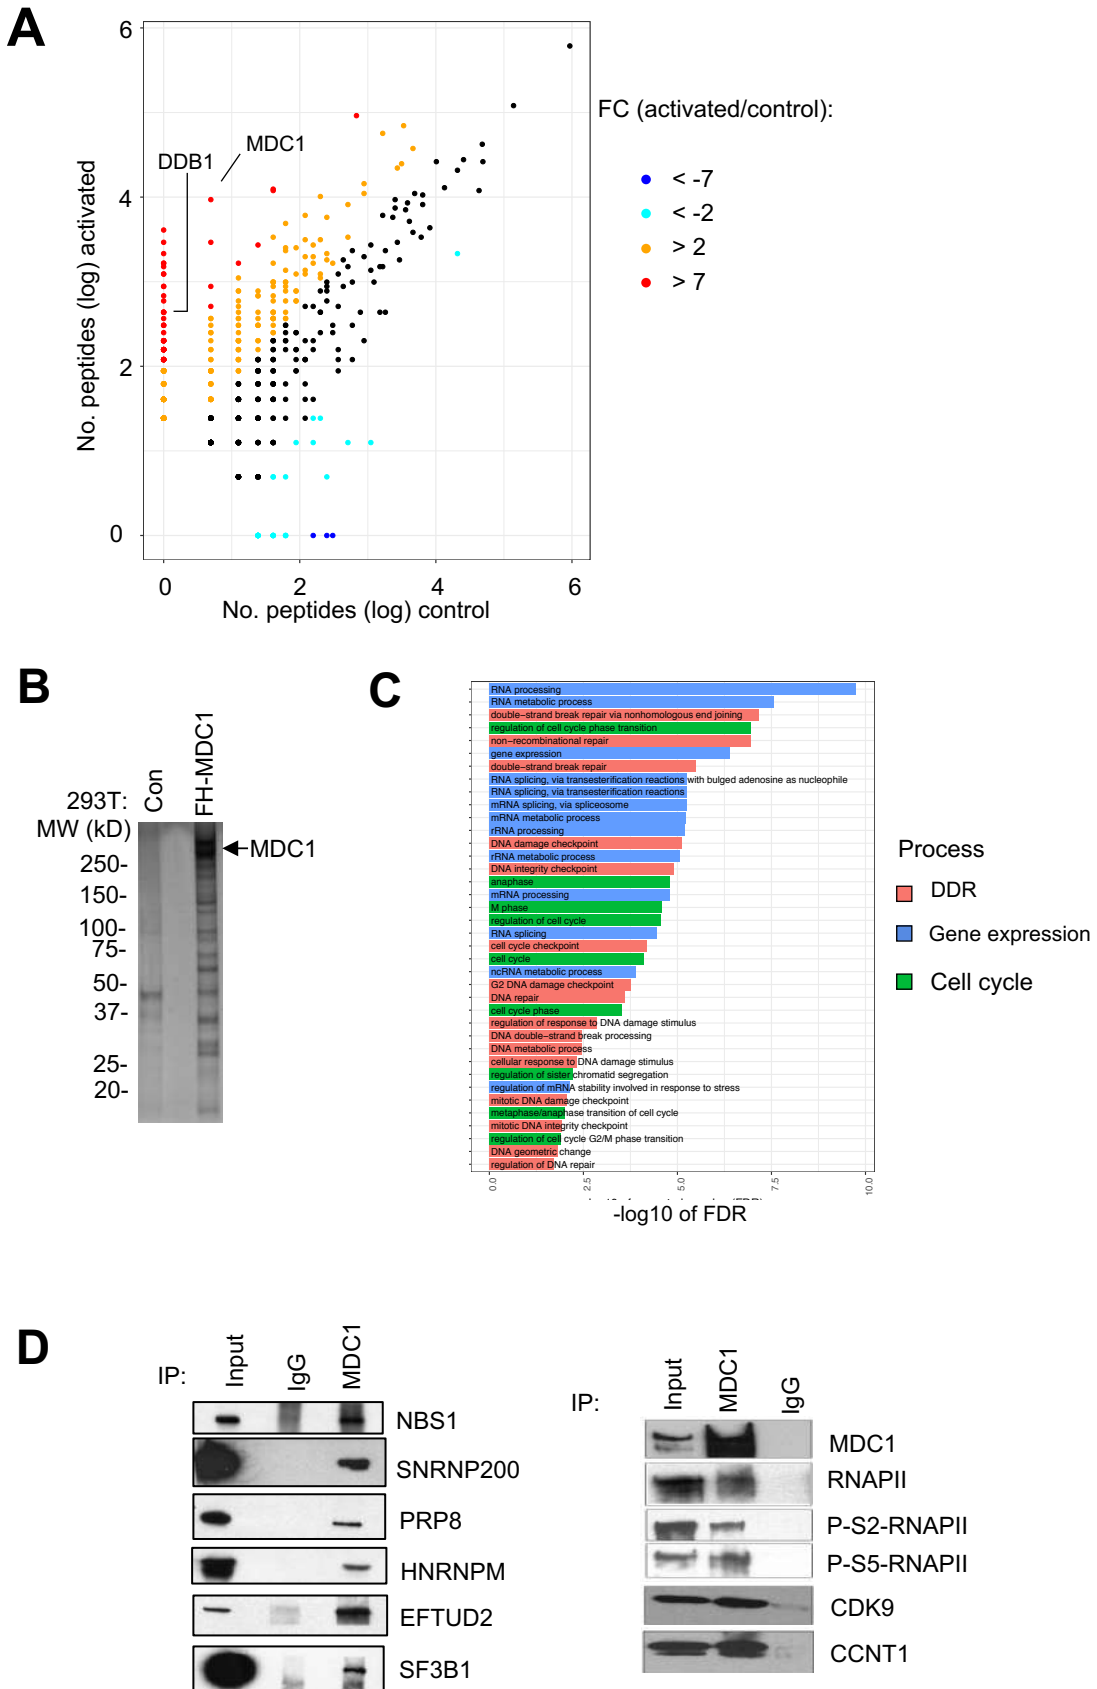 A
6
4
2
0
No. peptides (log) activated
DDB1
MDC1
0 2 4 6
No. peptides (log) control
FC (activated/control):
< -7
< -2
> 2
> 7
B
293T:
Con
FH-MDC1
MW (kD)
MDC1
250-
150-
100-
75-
50-
37-
25-
20-
C
RNA processing
RNA metabolic process
double-strand break repair via nonhomologous end joining
regulation of cell cycle phase transition
non-recombinational repair
gene expression
double-strand break repair
RNA splicing, via transesterification reactions with bulged adenosine as nucleophile
RNA splicing, via transesterification reactions
mRNA splicing, via spliceosome
mRNA metabolic process
rRNA processing
DNA damage checkpoint
rRNA metabolic process
DNA integrity checkpoint
anaphase
mRNA processing
M phase
regulation of cell cycle
RNA splicing
cell cycle checkpoint
cell cycle
ncRNA metabolic process
G2 DNA damage checkpoint
DNA repair
cell cycle phase
regulation of response to DNA damage stimulus
DNA double-strand break processing
DNA metabolic process
cellular response to DNA damage stimulus
regulation of sister chromatid segregation
regulation of mRNA stability involved in response to stress
mitotic DNA damage checkpoint
metaphase/anaphase transition of cell cycle
mitotic DNA integrity checkpoint
regulation of cell cycle G2/M phase transition
DNA geometric change
regulation of DNA repair
0.0 2.5 5.0 7.5 10.0
-log10 of FDR
Process
DDR
Gene expression
Cell cycle
D
IP:
Input
IgG
MDC1
NBS1
SNRNP200
PRP8
HNRNPM
EFTUD2
SF3B1
IP:
Input
MDC1
IgG
MDC1
RNAPII
P-S2-RNAPII
P-S5-RNAPII
CDK9
CCNT1